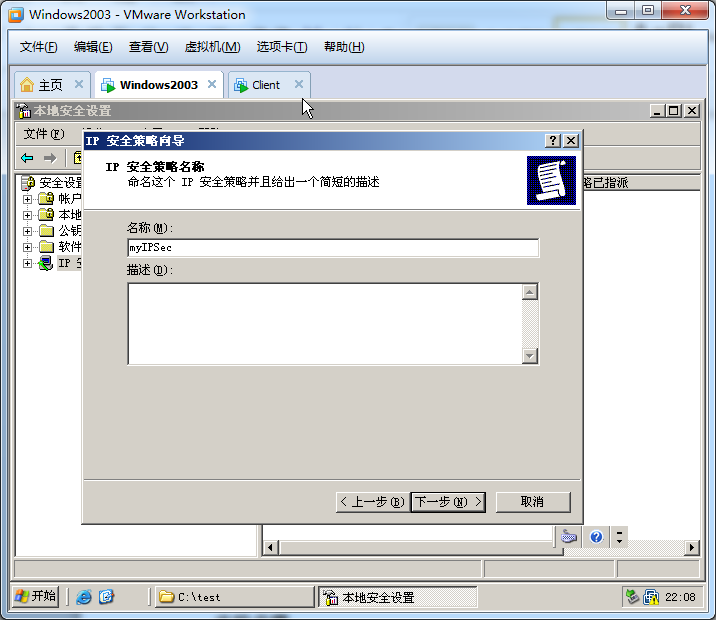 Windows2003 - VMware Workstation
文件(F) 编辑(E) 查看(V) 虚拟机(M) 选项卡(T) 帮助(H)
主页 Windows2003 Client
本地安全设置
文件(F)
IP 安全策略向导
IP 安全策略名称
命名这个 IP 安全策略并且给出一个简短的描述
安全设置
略已指派
帐户
本地
公钥
软件
IP 安
名称(M):
myIPSec
描述(D):
< 上一步(B) 下一步(N) > 取消
开始 C:\test 本地安全设置 22:08